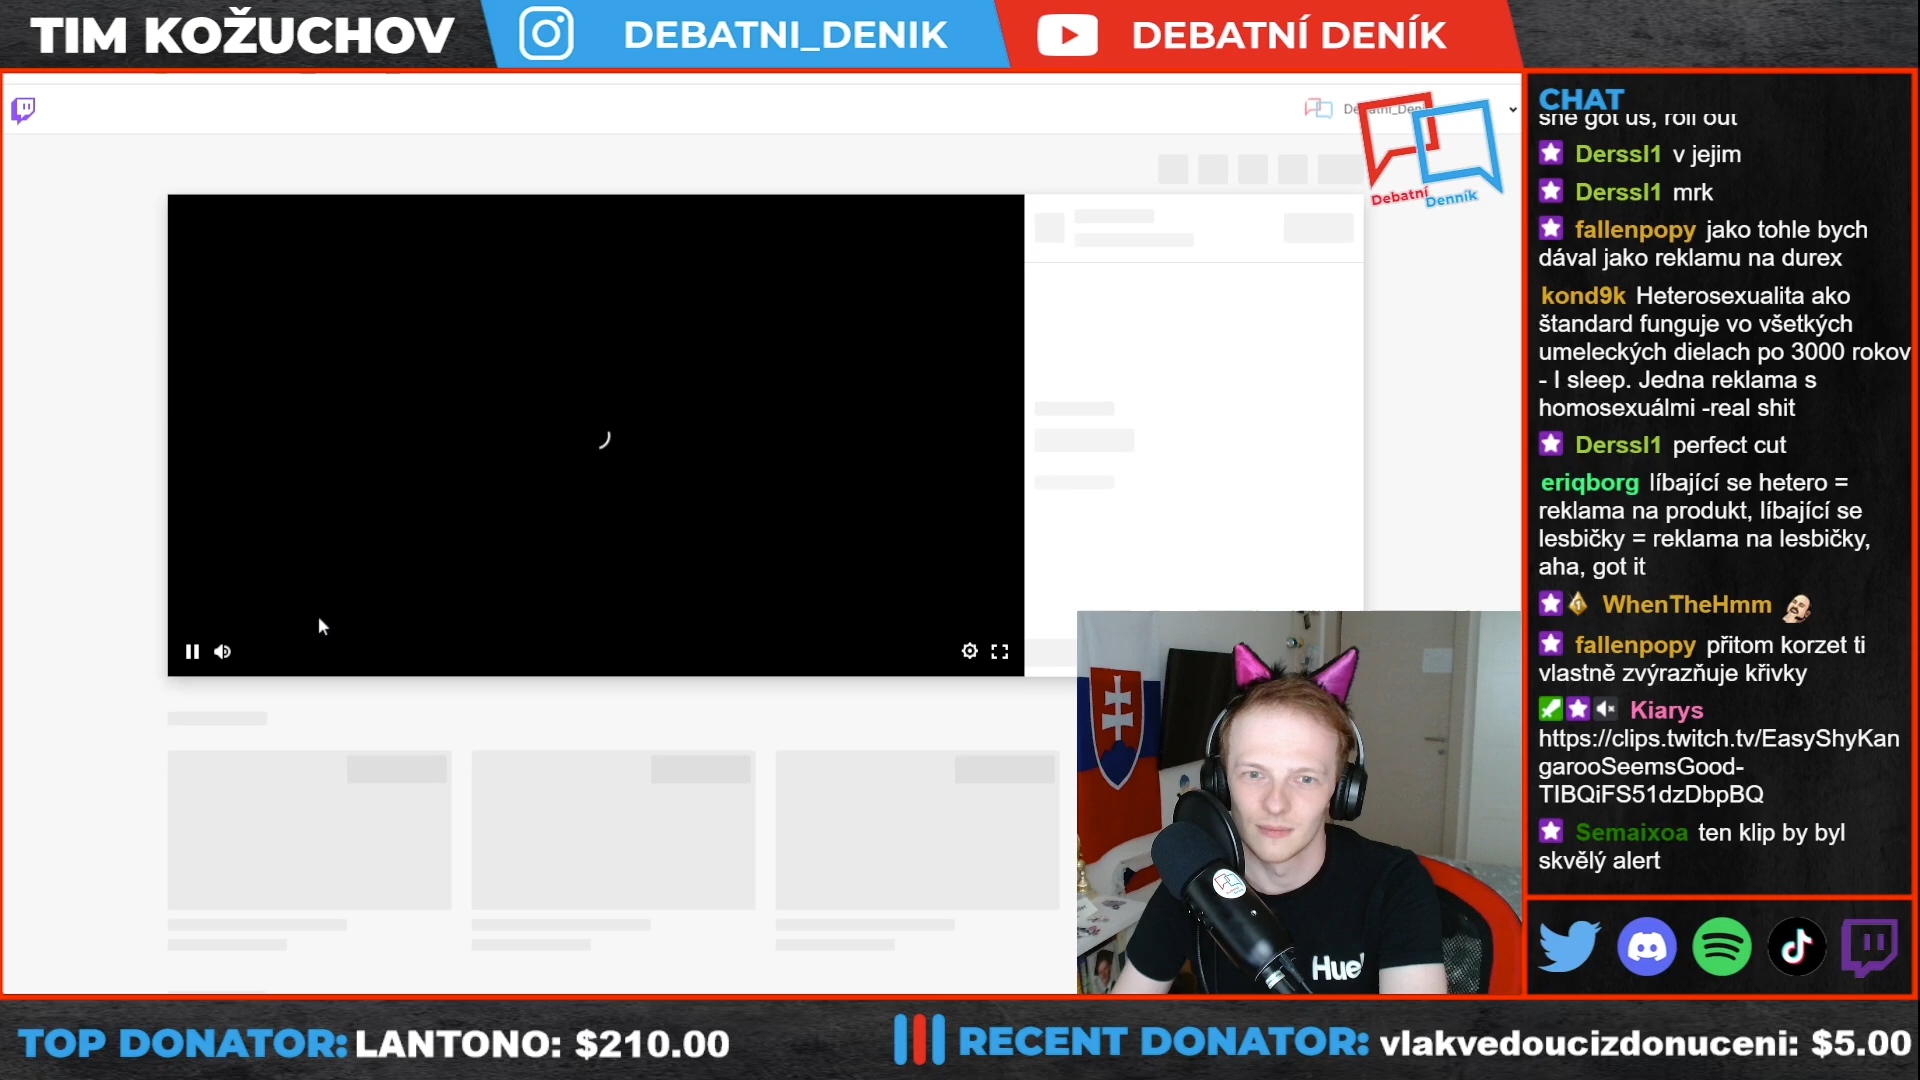 TIM KOŽUCHOV
DEBATNI_DENIK
DEBATNÍ DENÍK
Debatní
Denník
CHAT
she got us, roll out
Derssl1 v jejim
Derssl1 mrk
fallenpopy jako tohle bych
dával jako reklamu na durex
kond9k Heterosexualita ako
štandard funguje vo všetkých
umeleckých dielach po 3000 rokov
- I sleep. Jedna reklama s
homosexuálmi -real shit
Derssl1 perfect cut
eriqborg líbající se hetero =
reklama na produkt, líbající se
lesbičky = reklama na lesbičky,
aha, got it
WhenTheHmm
fallenpopy přitom korzet ti
vlastně zvýrazňuje křivky
Kiarys
https://clips.twitch.tv/EasyShyKan
garooSeemsGood-
TIBQiFS51dzDbpBQ
Semaixoa ten klip by byl
skvělý alert
TOP DONATOR: LANTONO: $210.00
RECENT DONATOR: vlakvedoucizdonuceni: $5.00